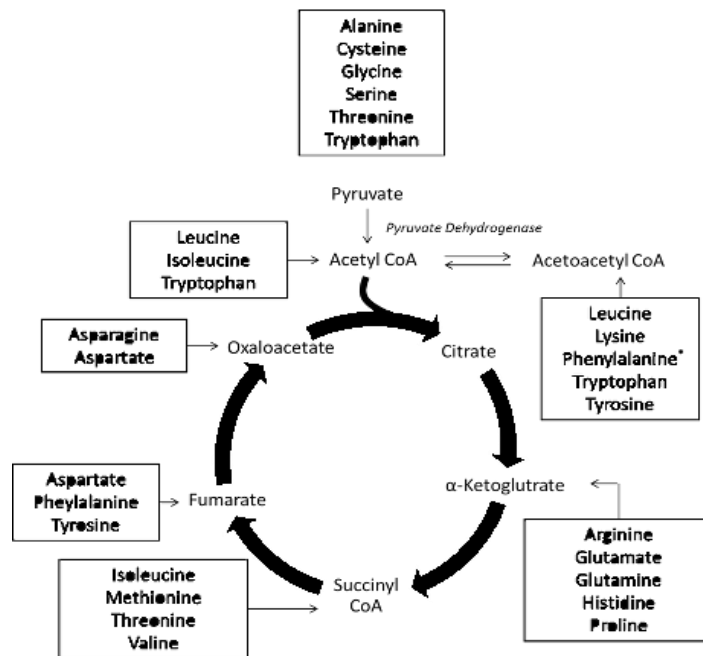 Alanine
Cysteine
Glycine
Serine
Threonine
Tryptophan
Pyruvate
Pyruvate Dehydrogenase
Leucine
Isoleucine
Tryptophan
Acetyl CoA
Acetoacetyl CoA
Leucine
Lysine
Phenylalanine*
Tryptophan
Tyrosine
Asparagine
Aspartate
Oxaloacetate
Citrate
Aspartate
Pheylalanine
Tyrosine
Fumarate
α-Ketoglutrate
Arginine
Glutamate
Glutamine
Histidine
Proline
Isoleucine
Methionine
Threonine
Valine
Succinyl
CoA